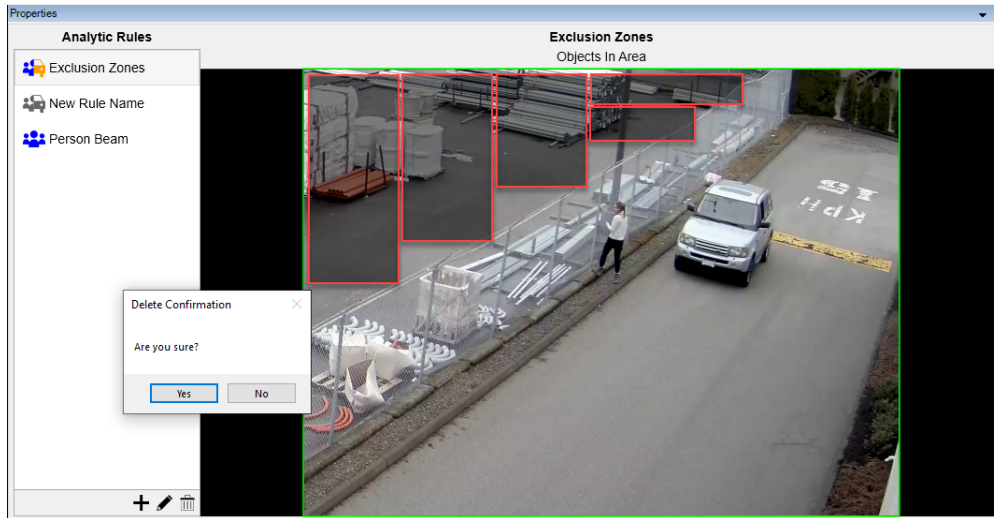 Properties
Analytic Rules
Exclusion Zones
Objects In Area
Exclusion Zones
New Rule Name
Person Beam
Delete Confirmation
Are you sure?
Yes
No